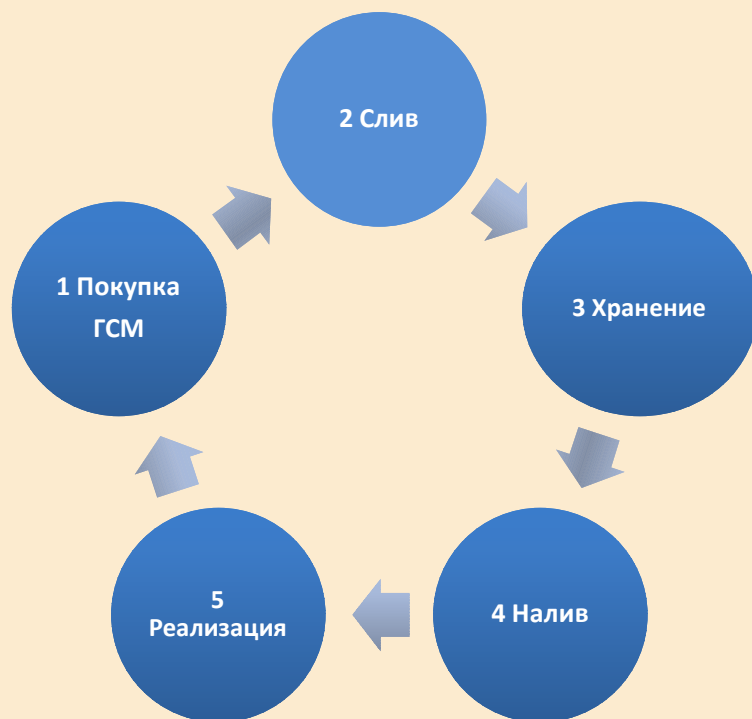 1 Покупка
ГСМ
2 Слив
3 Хранение
4 Налив
5
Реализация